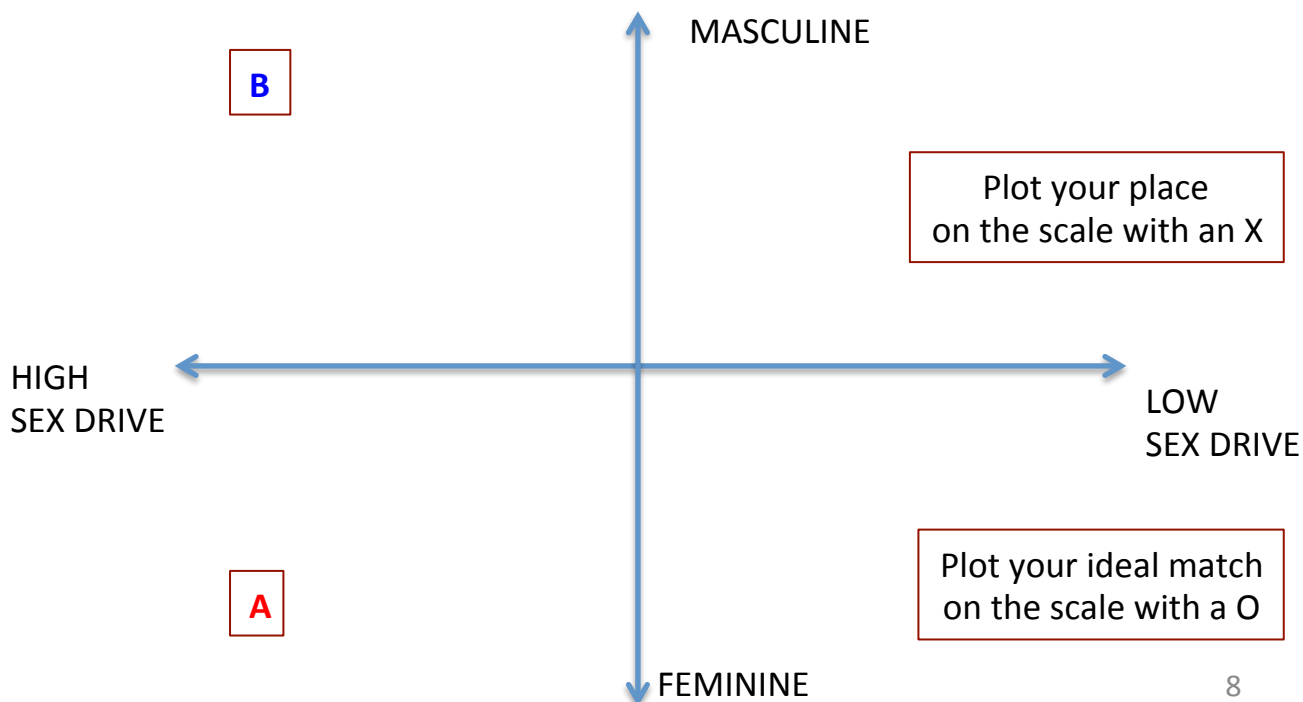 MASCULINE
B
Plot your place
on the scale with an X
HIGH
SEX DRIVE
LOW
SEX DRIVE
A
Plot your ideal match
on the scale with a O
FEMININE
8